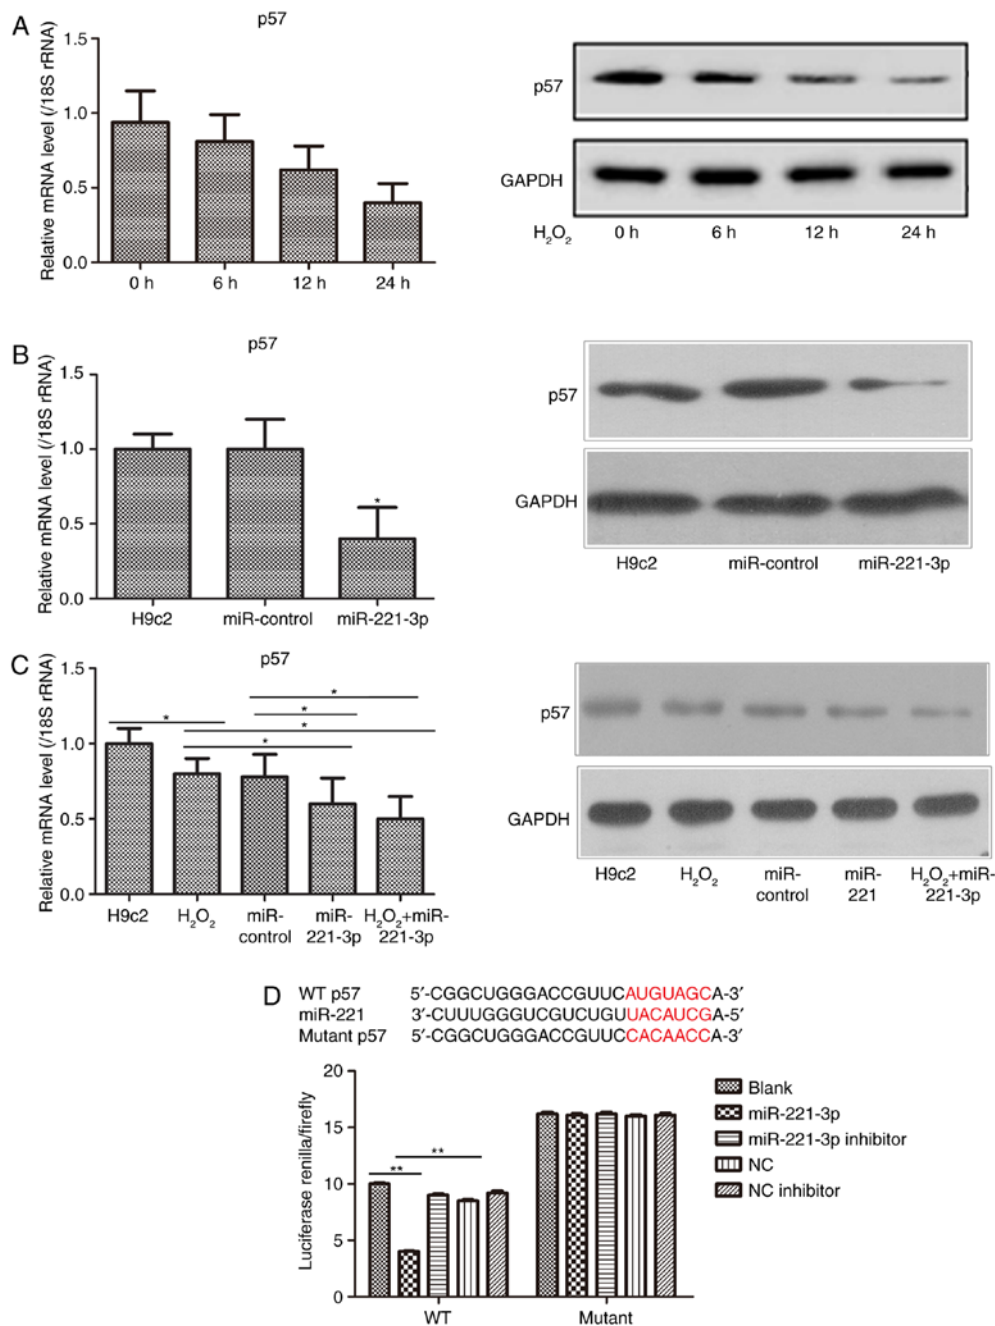 A
p57
Relative mRNA level (/18S rRNA)
1.5
1.0
0.5
0.0
0 h 6 h 12 h 24 h
p57
GAPDH
H₂O₂ 0 h 6 h 12 h 24 h
B
p57
Relative mRNA level (/18S rRNA)
1.5
1.0
0.5
0.0
*
H9c2 miR-control miR-221-3p
p57
GAPDH
H9c2 miR-control miR-221-3p
C
p57
Relative mRNA level (/18S rRNA)
1.5
1.0
0.5
0.0
*
*
*
*
*
H9c2 H₂O₂ miR- miR- H₂O₂+miR-
control 221-3p 221-3p
p57
GAPDH
H9c2 H₂O₂ miR- miR- H₂O₂+miR-
control 221 221-3p
D
WT p57 5′-CGGCUGGGACCGUUCAUGUAGCA-3′
miR-221 3′-CUUUGGGUCGUCUGUUACAUCGA-5′
Mutant p57 5′-CGGCUGGGACCGUUCCACAACCA-3′
Luciferase renilla/firefly
20
15
10
5
0
**
**
WT Mutant
Blank
miR-221-3p
miR-221-3p inhibitor
NC
NC inhibitor